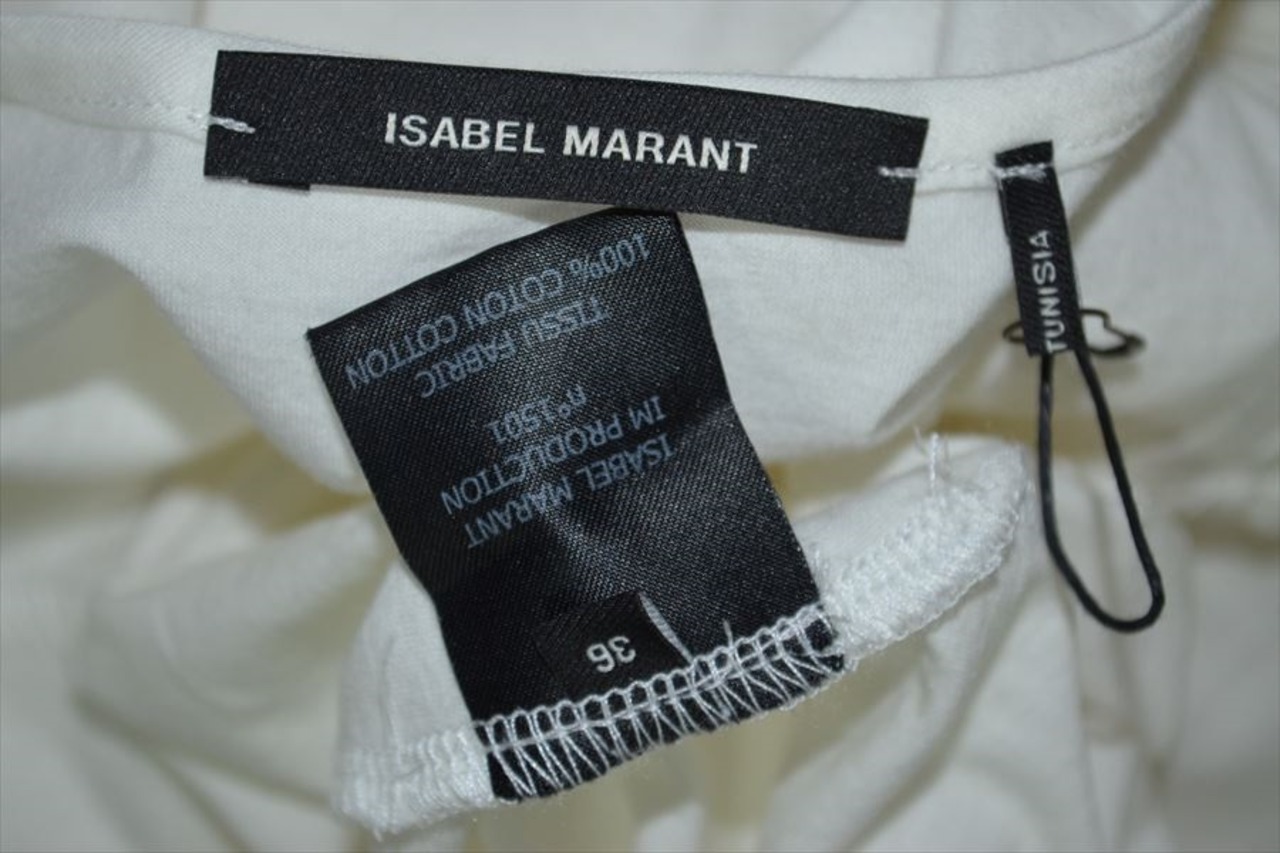 ISABEL MARANT
TUNISIA
ISABEL MARANT
IM PRODUCTION
n°1501
TISSU FABRIC
100% COTON COTTON
36